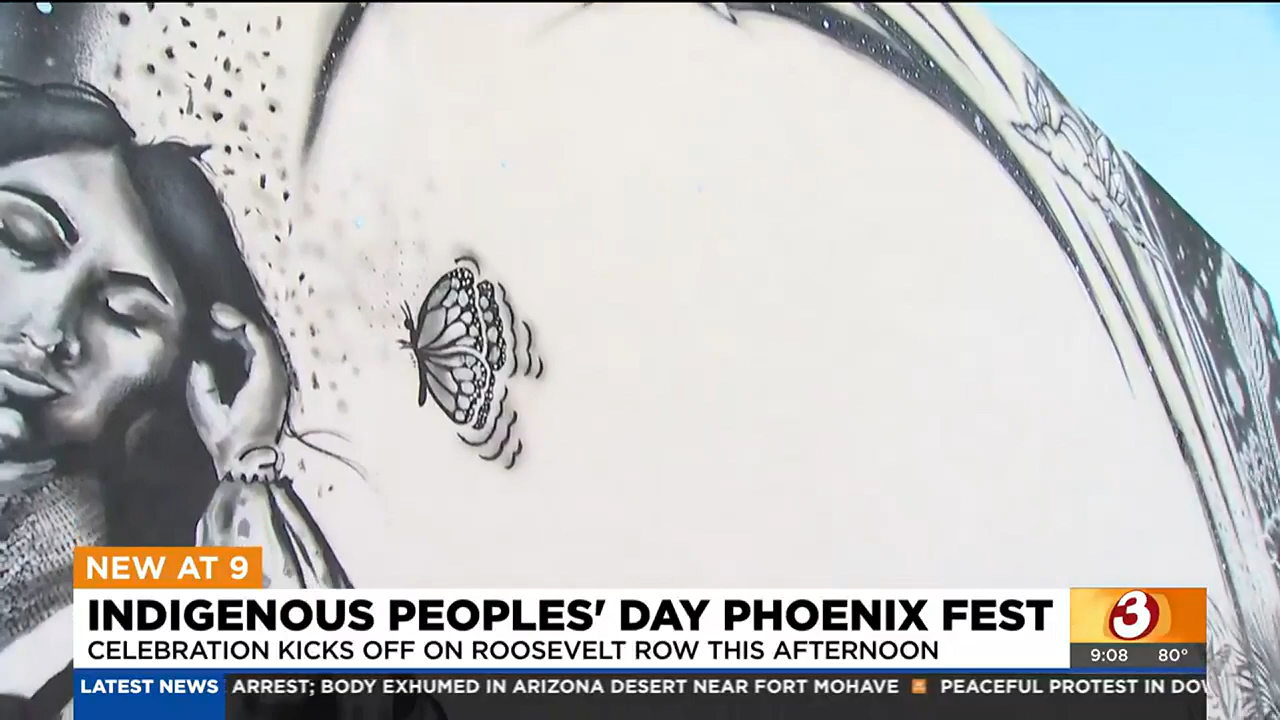 NEW AT 9
INDIGENOUS PEOPLES' DAY PHOENIX FEST
CELEBRATION KICKS OFF ON ROOSEVELT ROW THIS AFTERNOON
3
9:08 80°
LATEST NEWS ARREST; BODY EXHUMED IN ARIZONA DESERT NEAR FORT MOHAVE PEACEFUL PROTEST IN